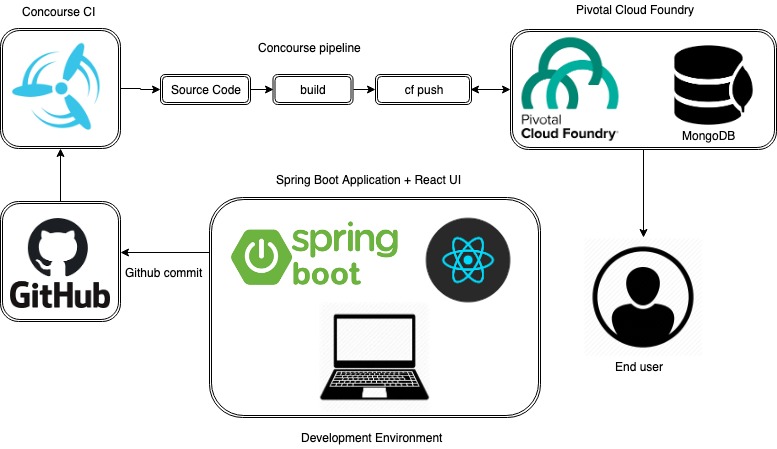 Concourse CI
Pivotal Cloud Foundry
Concourse pipeline
Source Code
build
cf push
Pivotal
Cloud Foundry
MongoDB
Spring Boot Application + React UI
spring
boot
GitHub
Github commit
End user
Development Environment